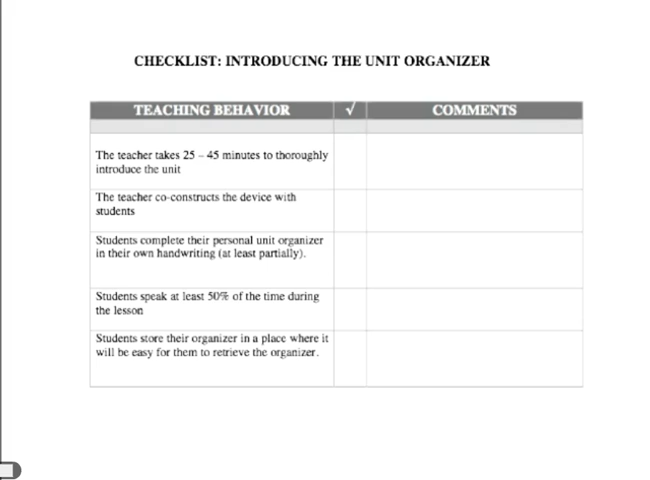 CHECKLIST: INTRODUCING THE UNIT ORGANIZER
TEACHING BEHAVIOR √ COMMENTS
The teacher takes 25 – 45 minutes to thoroughly
introduce the unit
The teacher co-constructs the device with
students
Students complete their personal unit organizer
in their own handwriting (at least partially).
Students speak at least 50% of the time during
the lesson
Students store their organizer in a place where it
will be easy for them to retrieve the organizer.